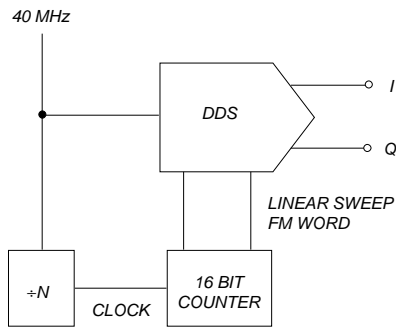 40 MHz
DDS
I
Q
LINEAR SWEEP
FM WORD
÷N
CLOCK
16 BIT
COUNTER